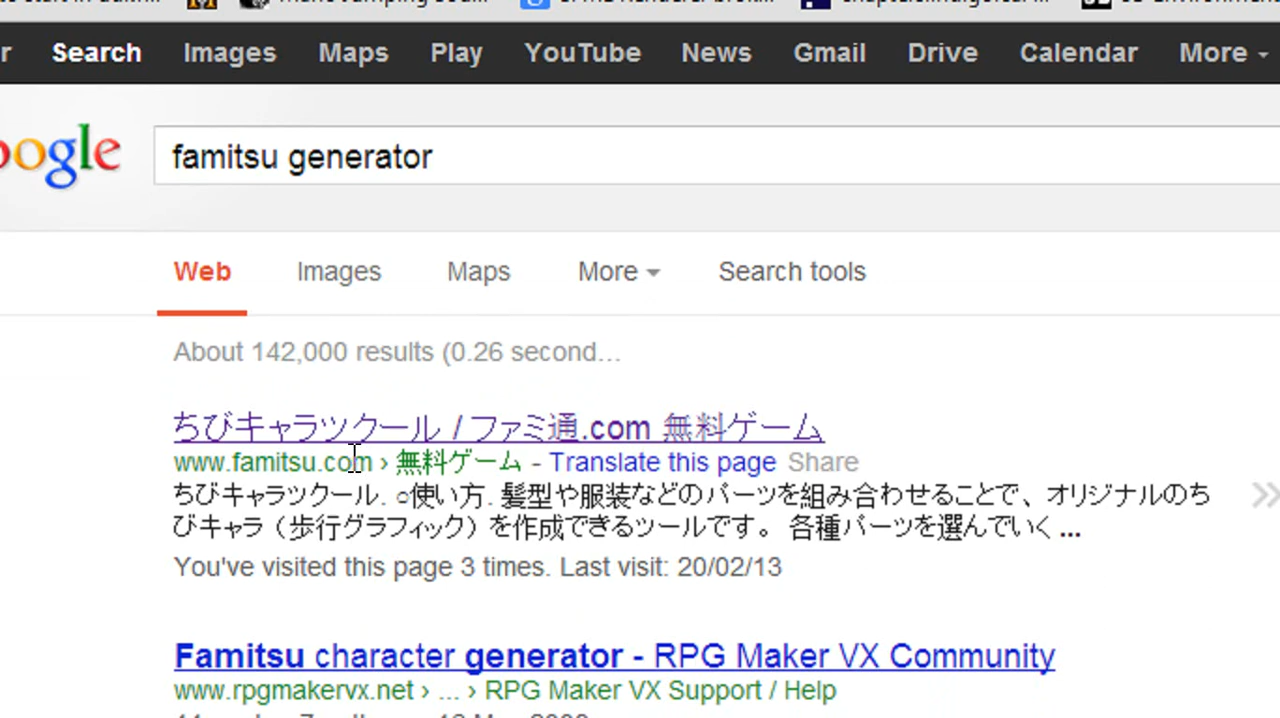 Search Images Maps Play YouTube News Gmail Drive Calendar More
oogle famitsu generator
Web Images Maps More Search tools
About 142,000 results (0.26 second...
ちびキャラツクール / ファミ通.com 無料ゲーム
www.famitsu.com › 無料ゲーム - Translate this page Share
ちびキャラツクール. ○使い方. 髪型や服装などのパーツを組み合わせることで、オリジナルのち
びキャラ（歩行グラフィック）を作成できるツールです。 各種パーツを選んでいく ...
You've visited this page 3 times. Last visit: 20/02/13
Famitsu character generator - RPG Maker VX Community
www.rpgmakervx.net › ... › RPG Maker VX Support / Help